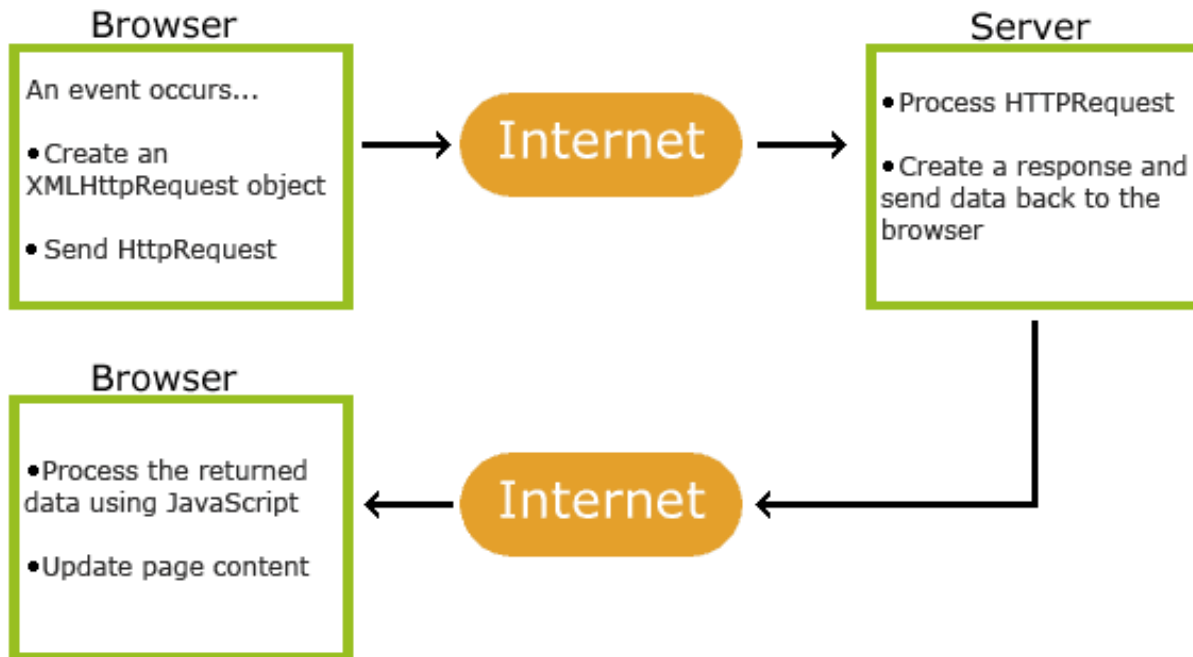 Browser
An event occurs...
•Create an
XMLHttpRequest object
• Send HttpRequest
Internet
Server
•Process HTTPRequest
•Create a response and
send data back to the
browser
Browser
•Process the returned
data using JavaScript
•Update page content
Internet